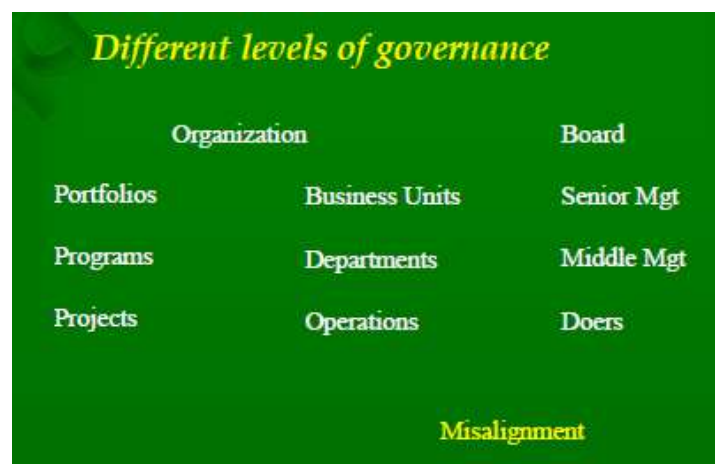 Different levels of governance
Organization Board
Portfolios Business Units Senior Mgt
Programs Departments Middle Mgt
Projects Operations Doers
Misalignment